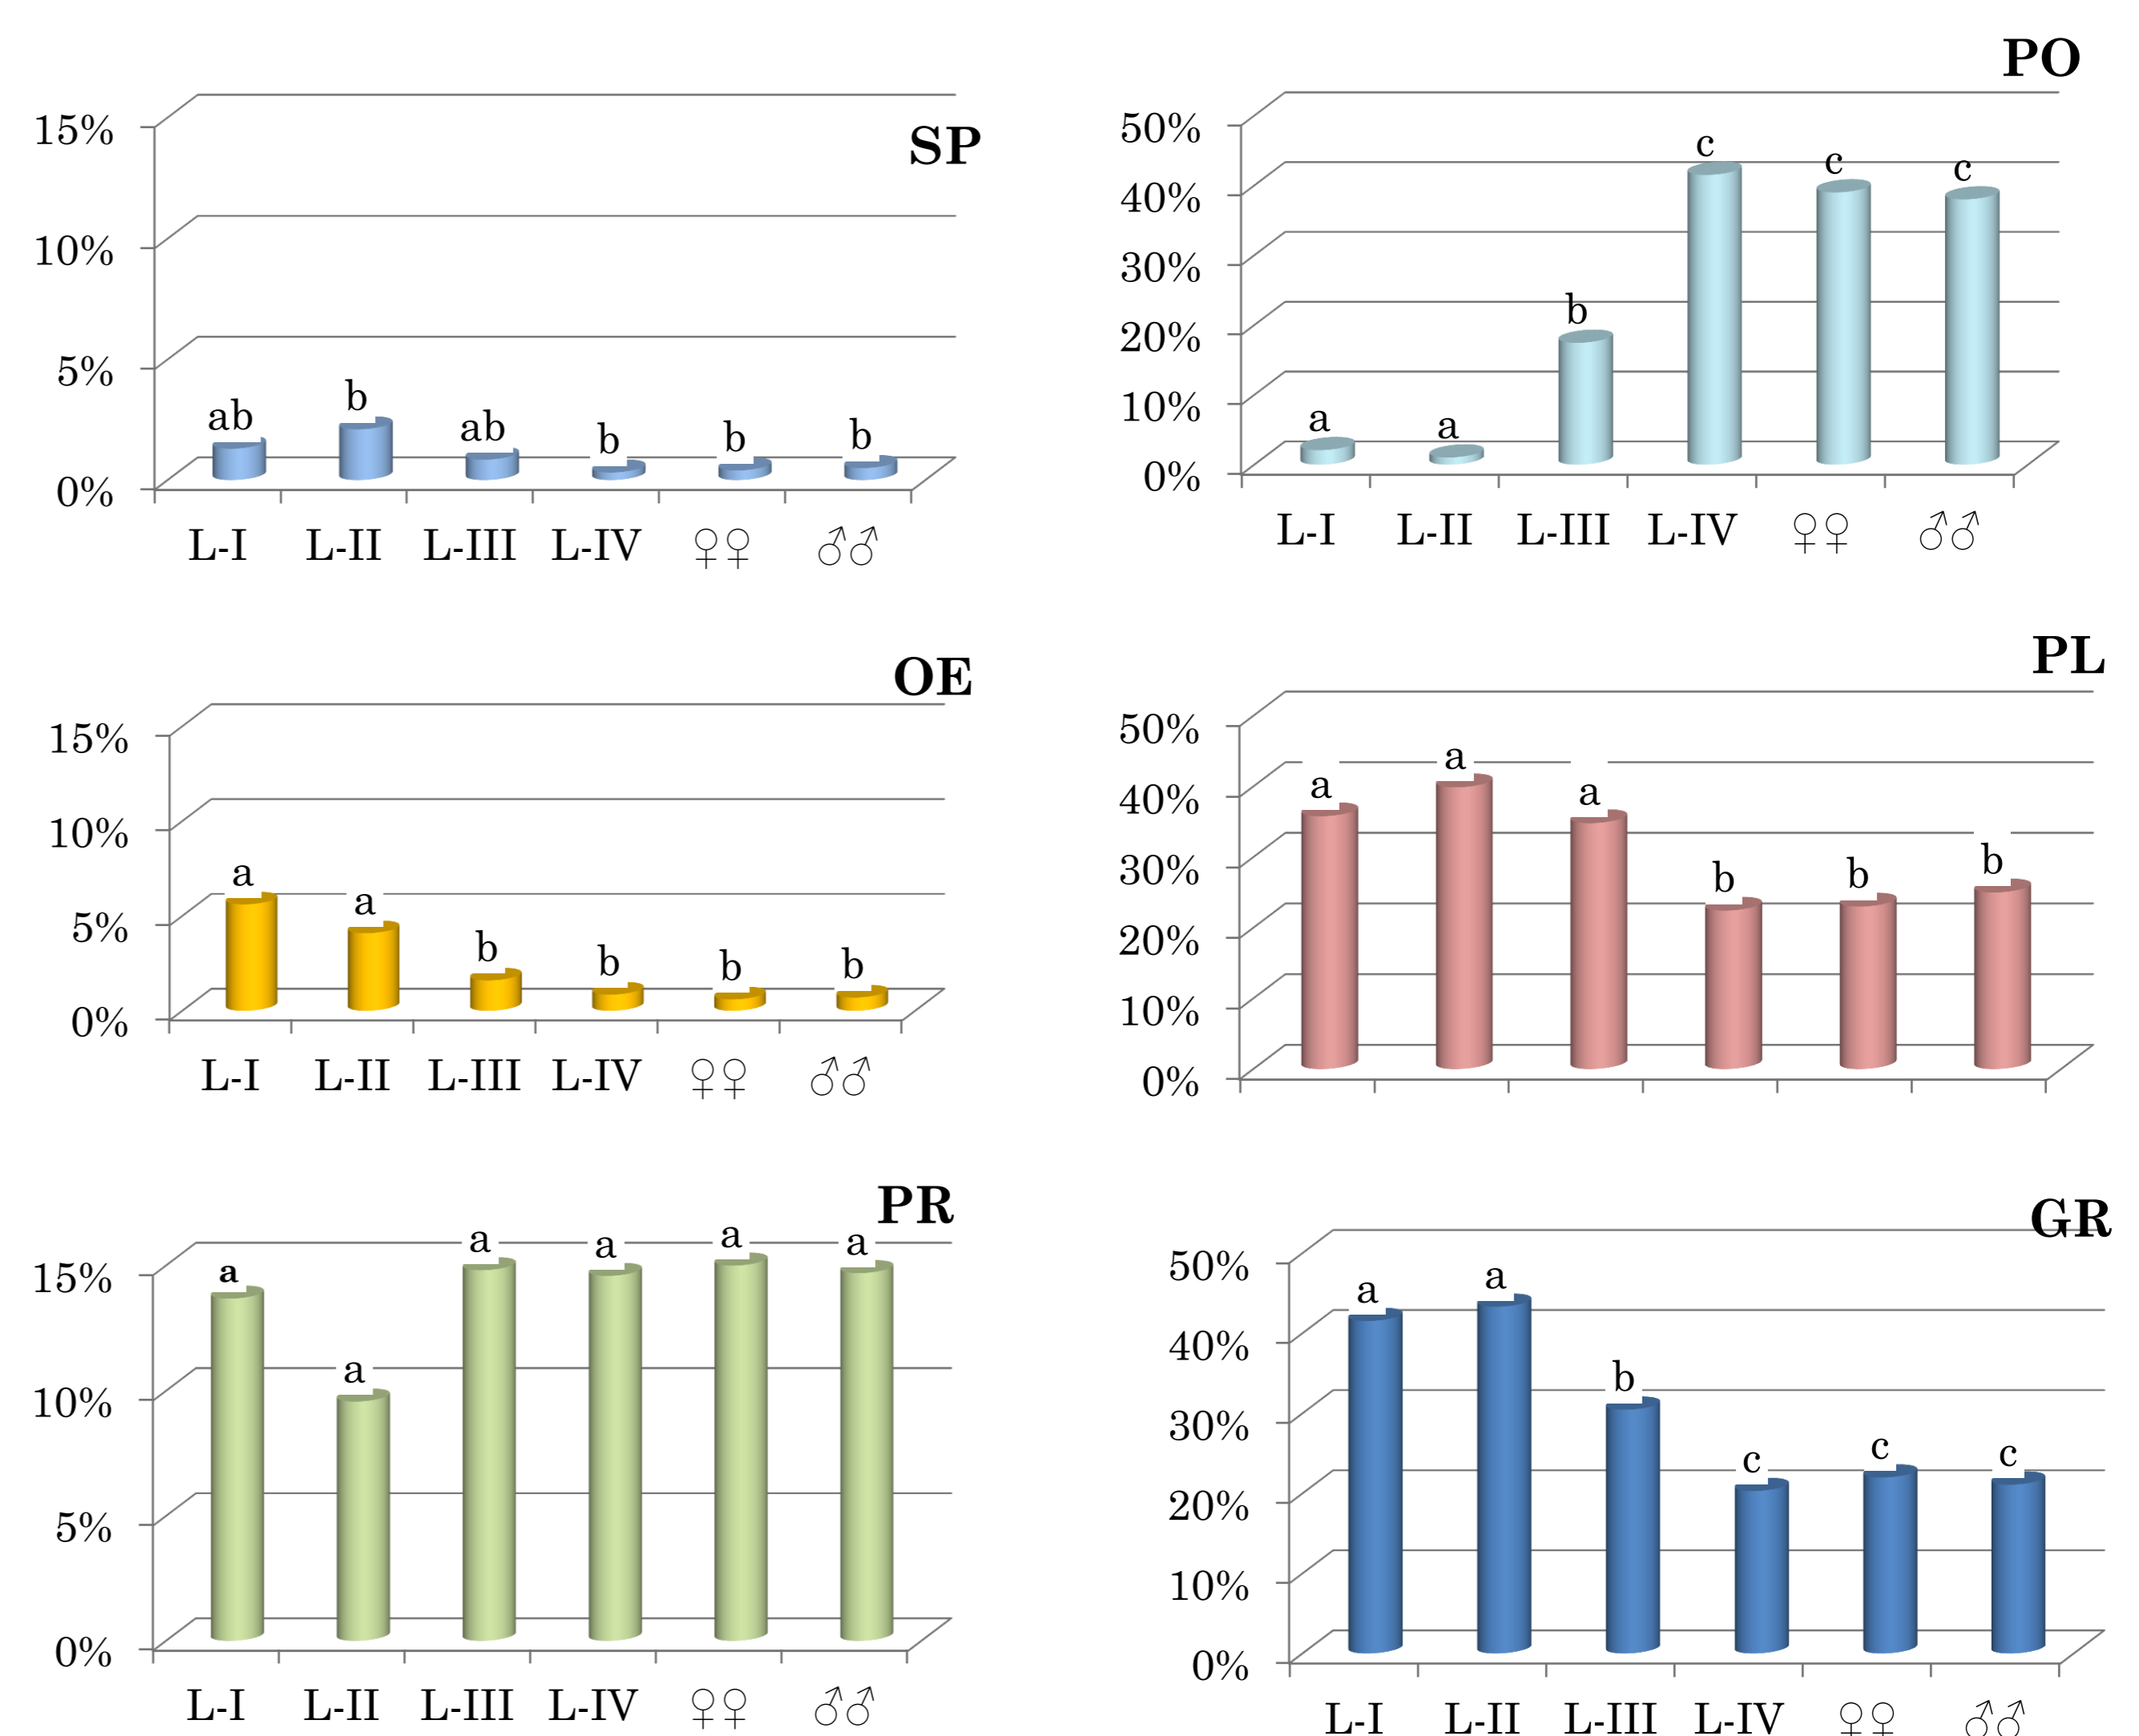 SP
15%
10%
5%
0%
ab b ab b b b
L-I L-II L-III L-IV ♀♀ ♂♂
PO
50%
40%
30%
20%
10%
0%
a a b c c c
L-I L-II L-III L-IV ♀♀ ♂♂
OE
15%
10%
5%
0%
a a b b b b
L-I L-II L-III L-IV ♀♀ ♂♂
PL
50%
40%
30%
20%
10%
0%
a a a b b b
PR
15%
10%
5%
0%
a a a a a a
L-I L-II L-III L-IV ♀♀ ♂♂
GR
50%
40%
30%
20%
10%
0%
a a b c c c
L-I L-II L-III L-IV ♀♀ ♂♂